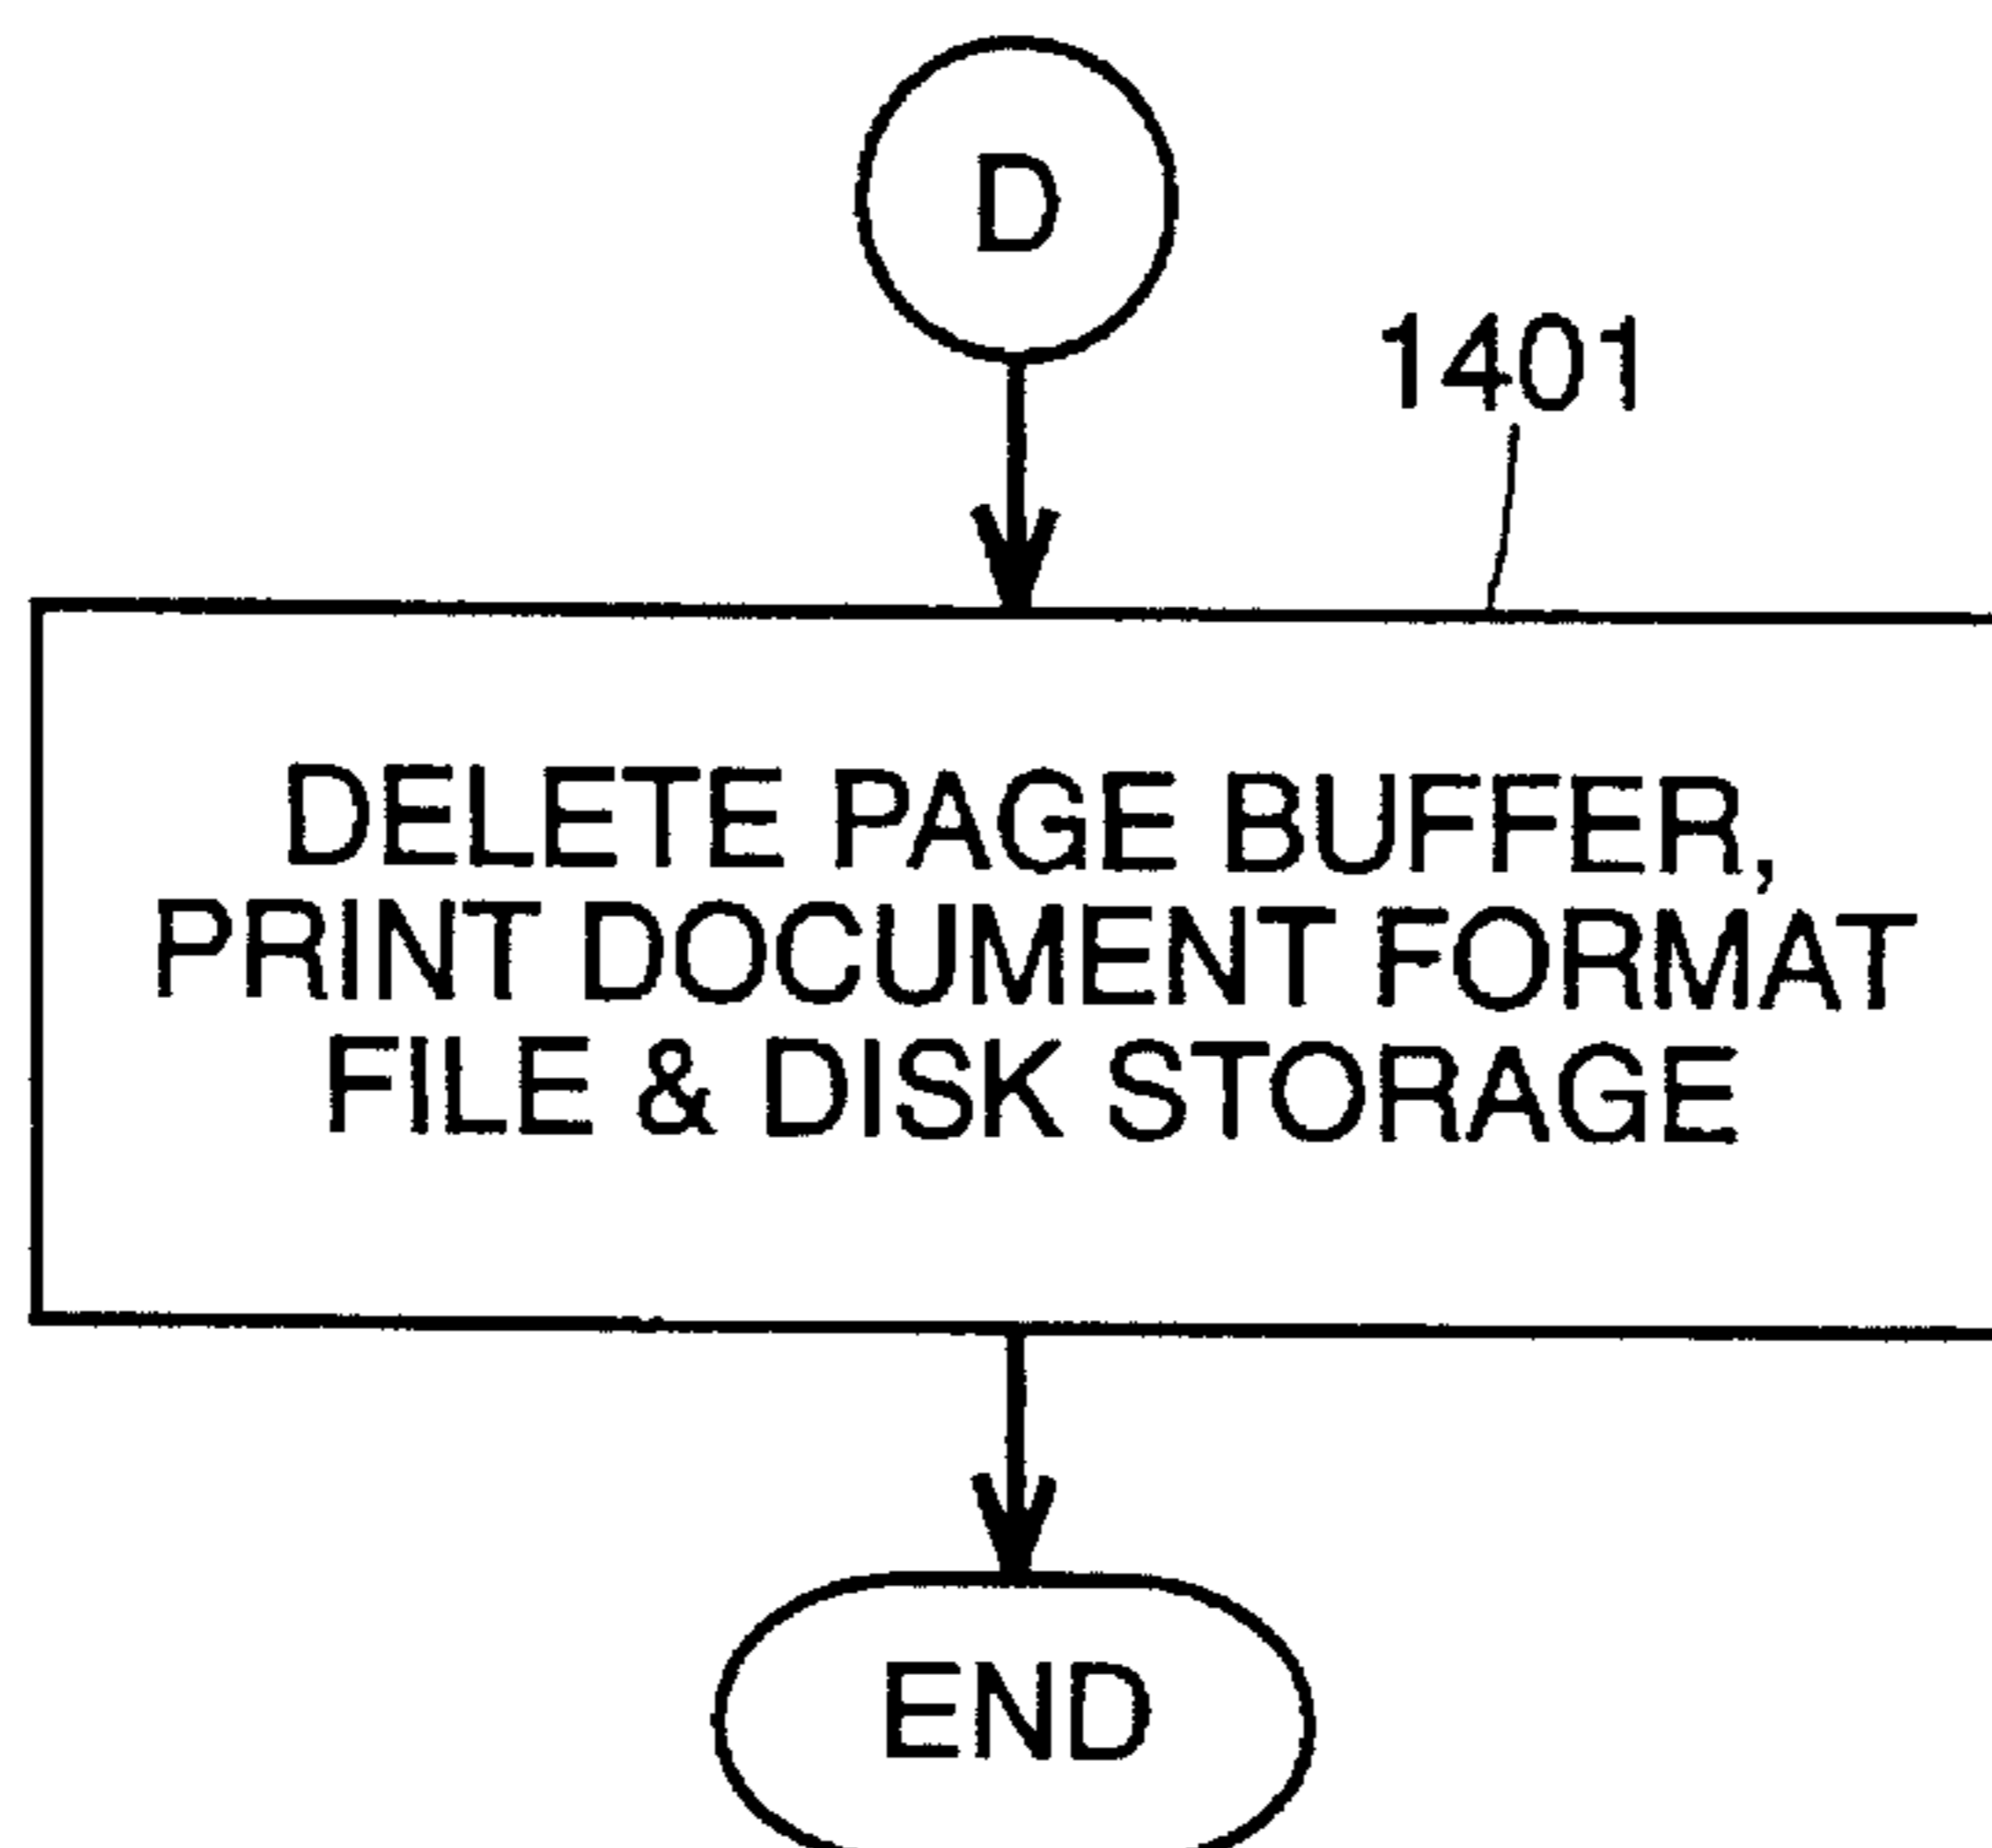 D
1401
DELETE PAGE BUFFER,
PRINT DOCUMENT FORMAT
FILE & DISK STORAGE
END